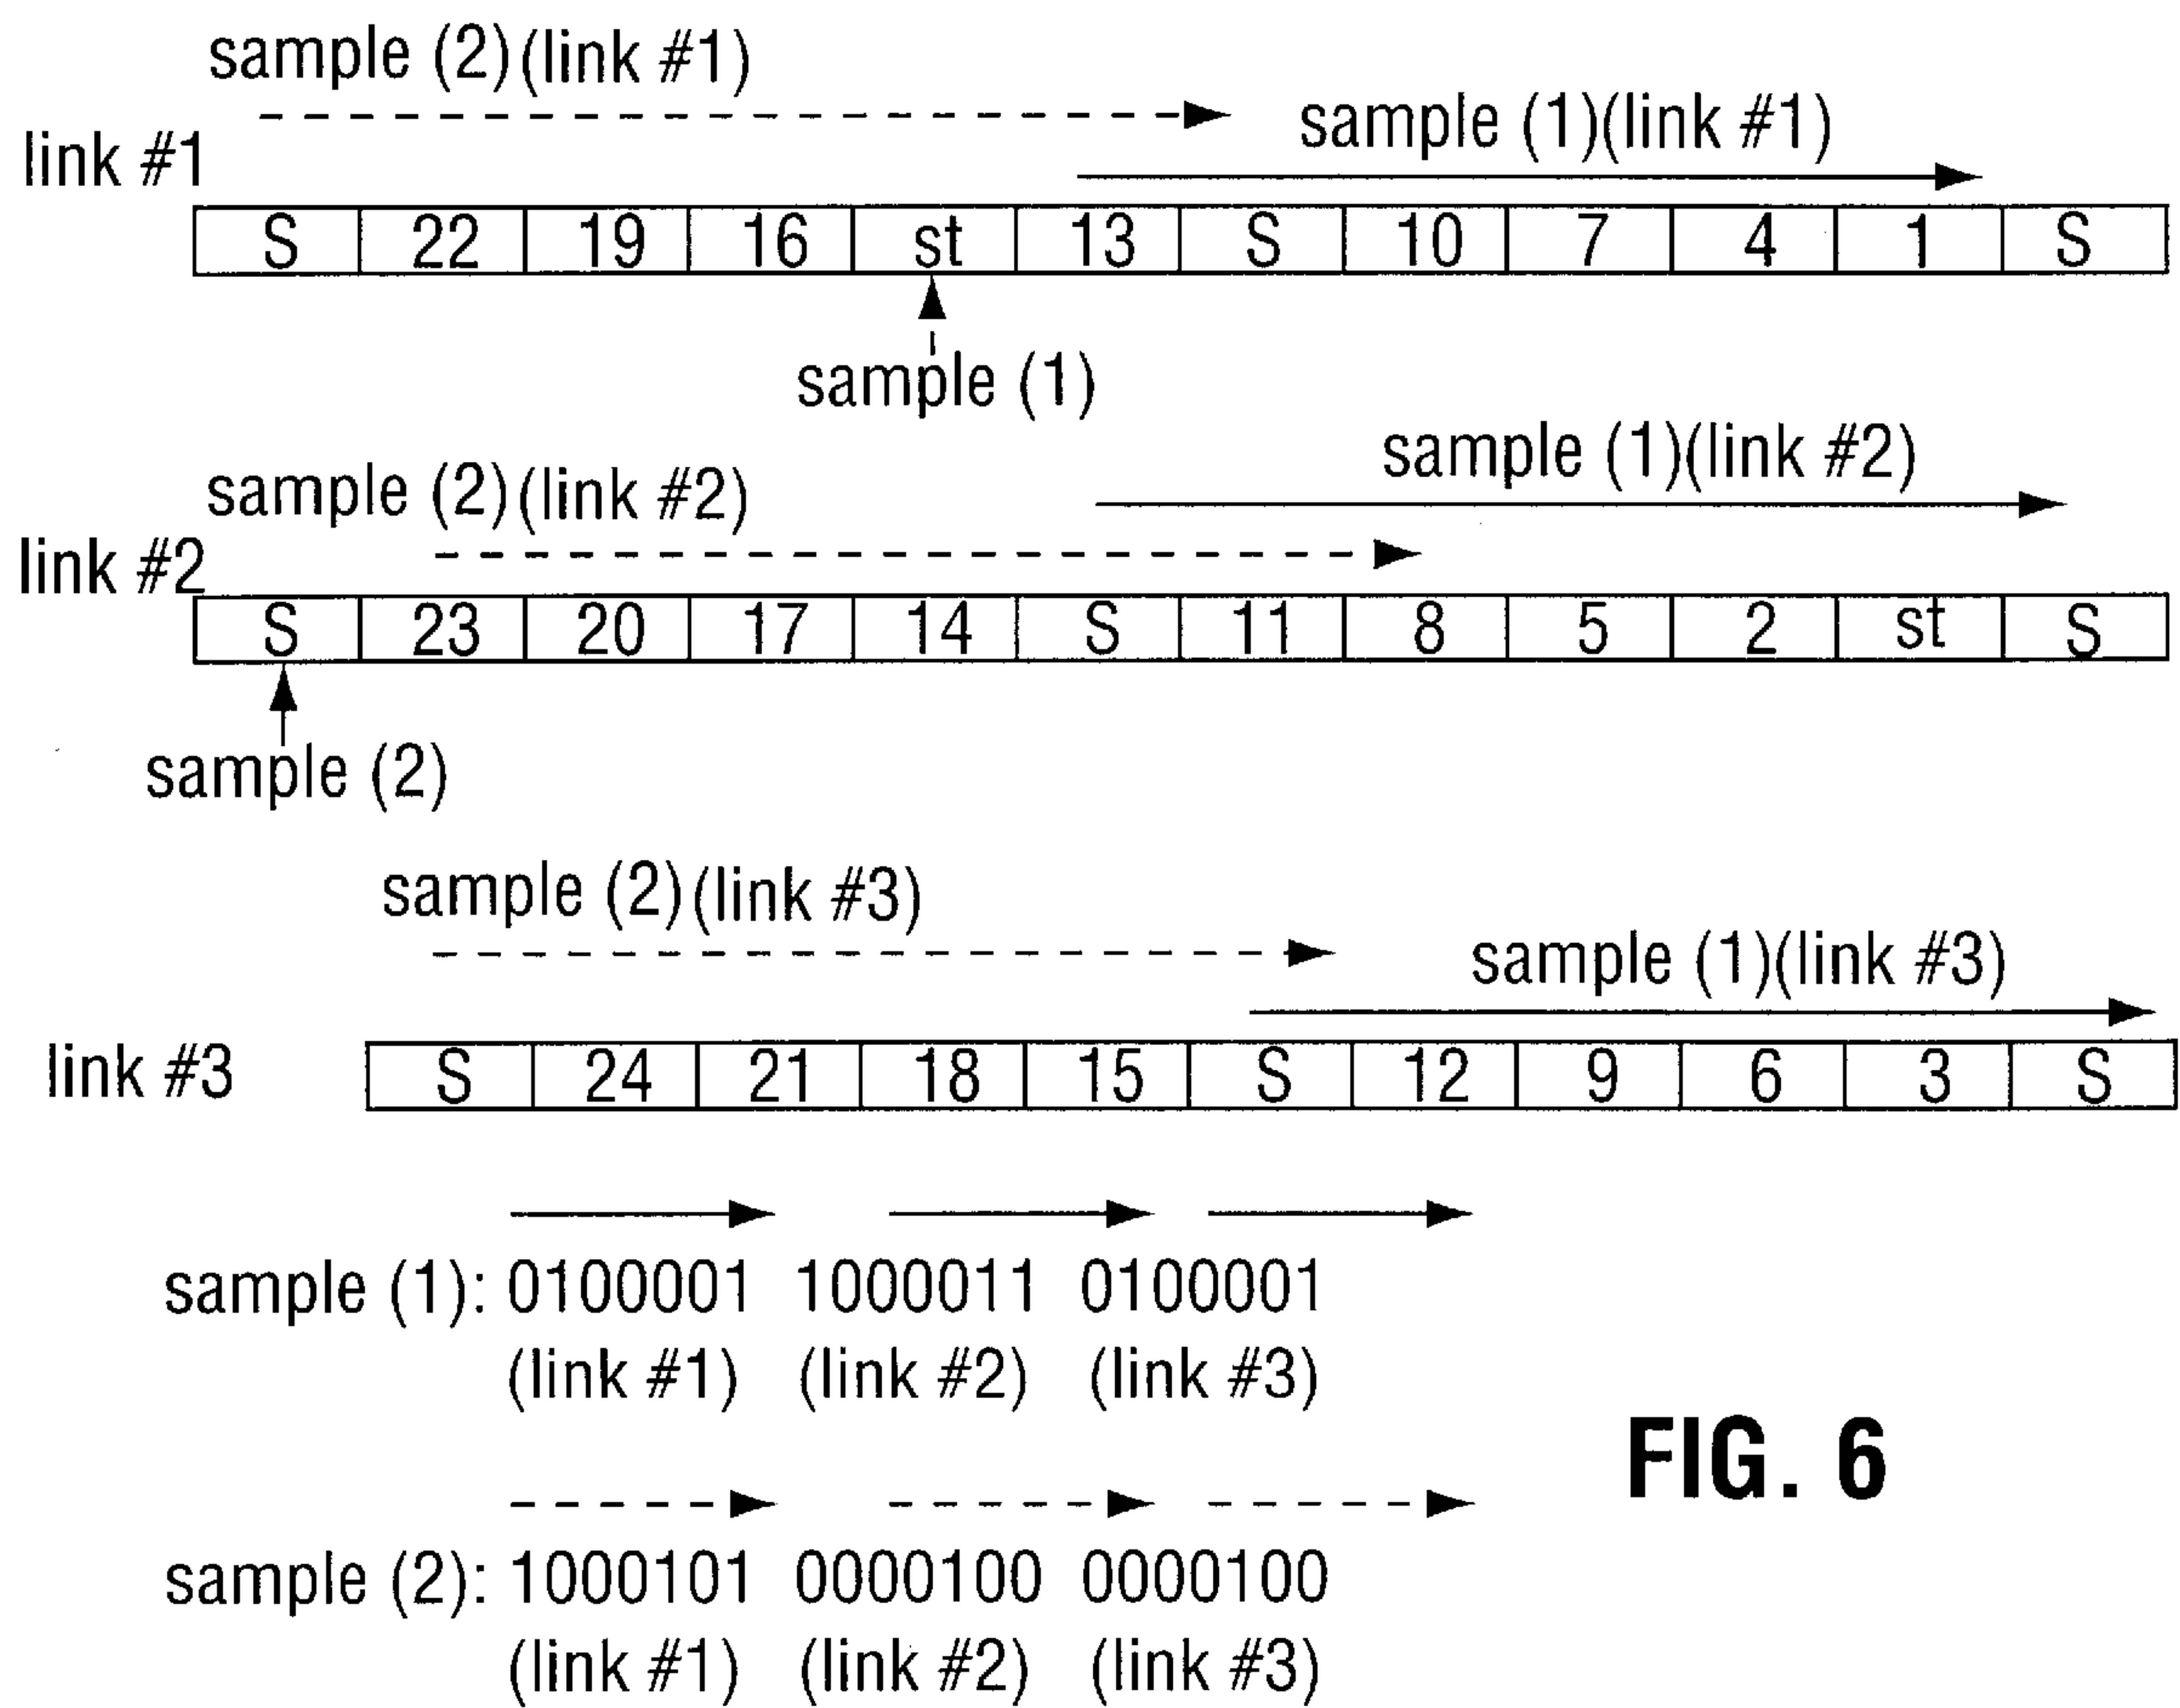 sample (2)(link #1)
sample (1)(link #1)
link #1
S 22 19 16 st 13 S 10 7 4 1 S
sample (1)
sample (1)(link #2)
sample (2)(link #2)
link #2
S 23 20 17 14 S 11 8 5 2 st S
sample (2)
sample (2)(link #3)
sample (1)(link #3)
link #3
S 24 21 18 15 S 12 9 6 3 S
sample (1): 0100001 1000011 0100001
(link #1) (link #2) (link #3)
FIG. 6
sample (2): 1000101 0000100 0000100
(link #1) (link #2) (link #3)